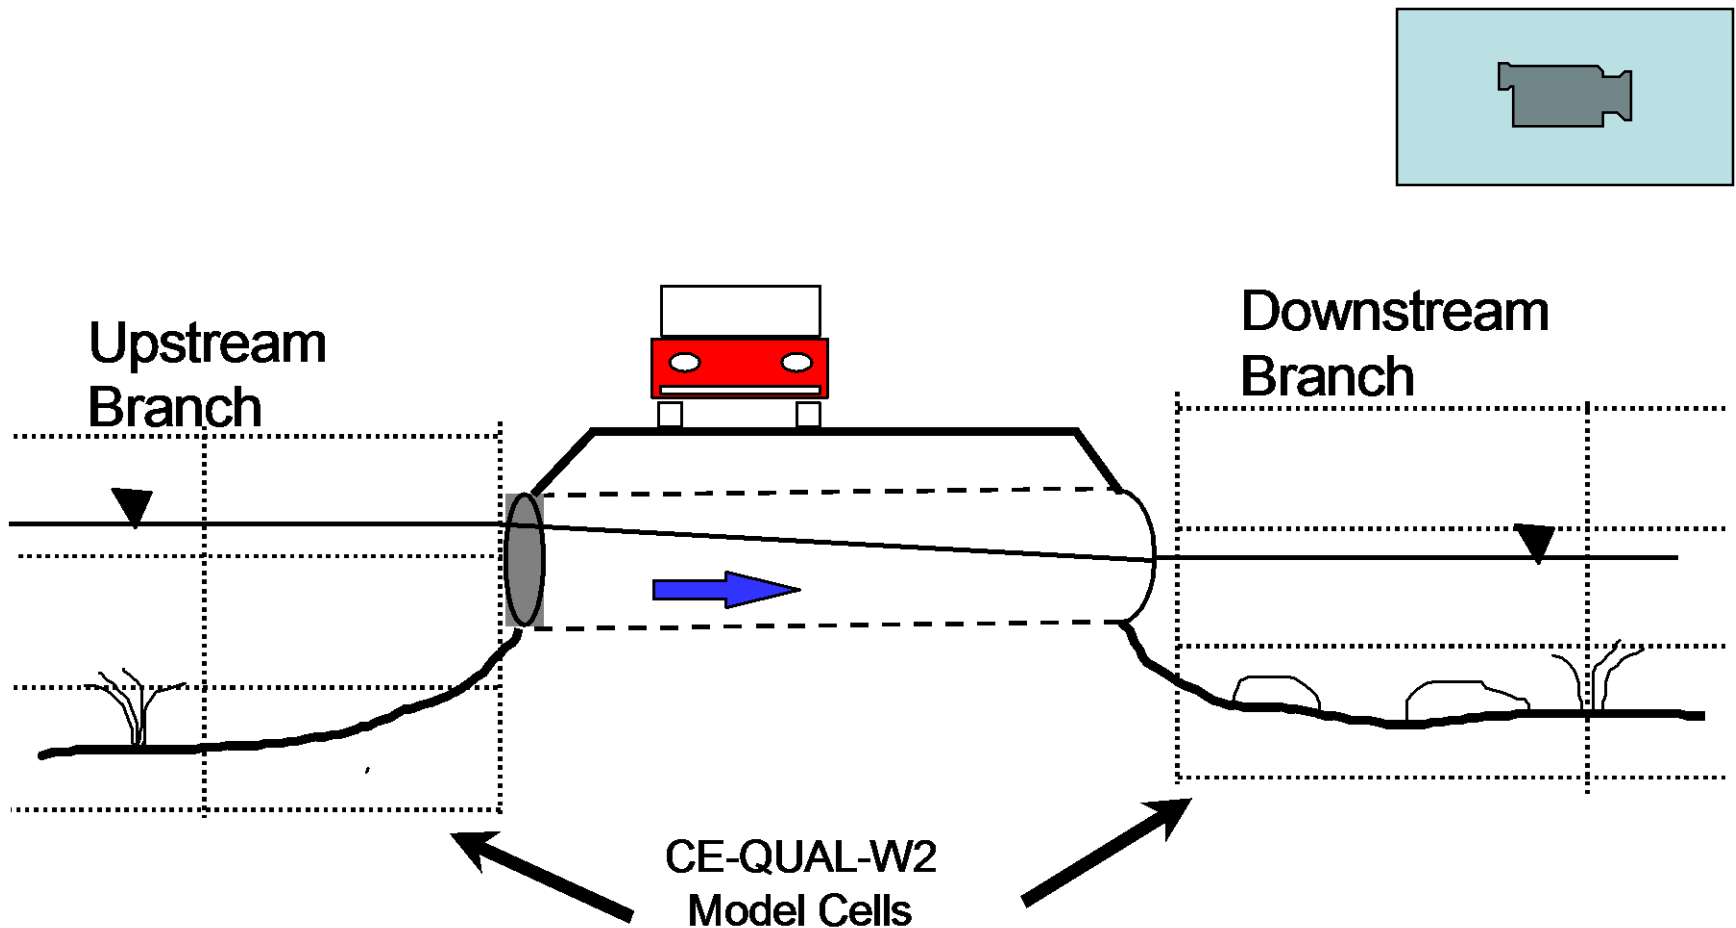 Upstream
Branch
Downstream
Branch
CE-QUAL-W2
Model Cells